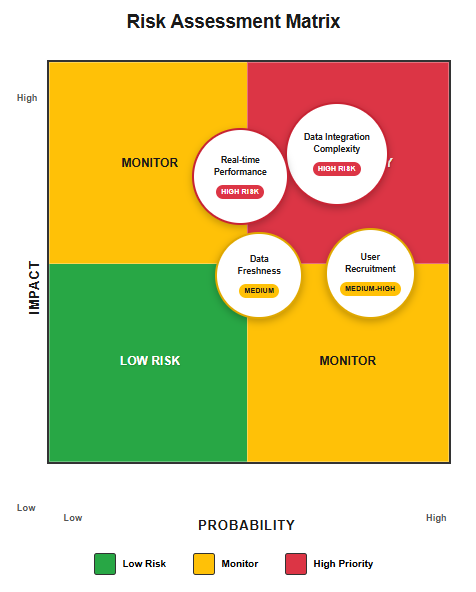 Risk Assessment Matrix
High
Data Integration
Complexity
HIGH RISK
MONITOR
Real-time
Performance
HIGH RISK
Data
Freshness
MEDIUM
User
Recruitment
MEDIUM-HIGH
IMPACT
LOW RISK
MONITOR
Low
Low
PROBABILITY
High
Low Risk
Monitor
High Priority